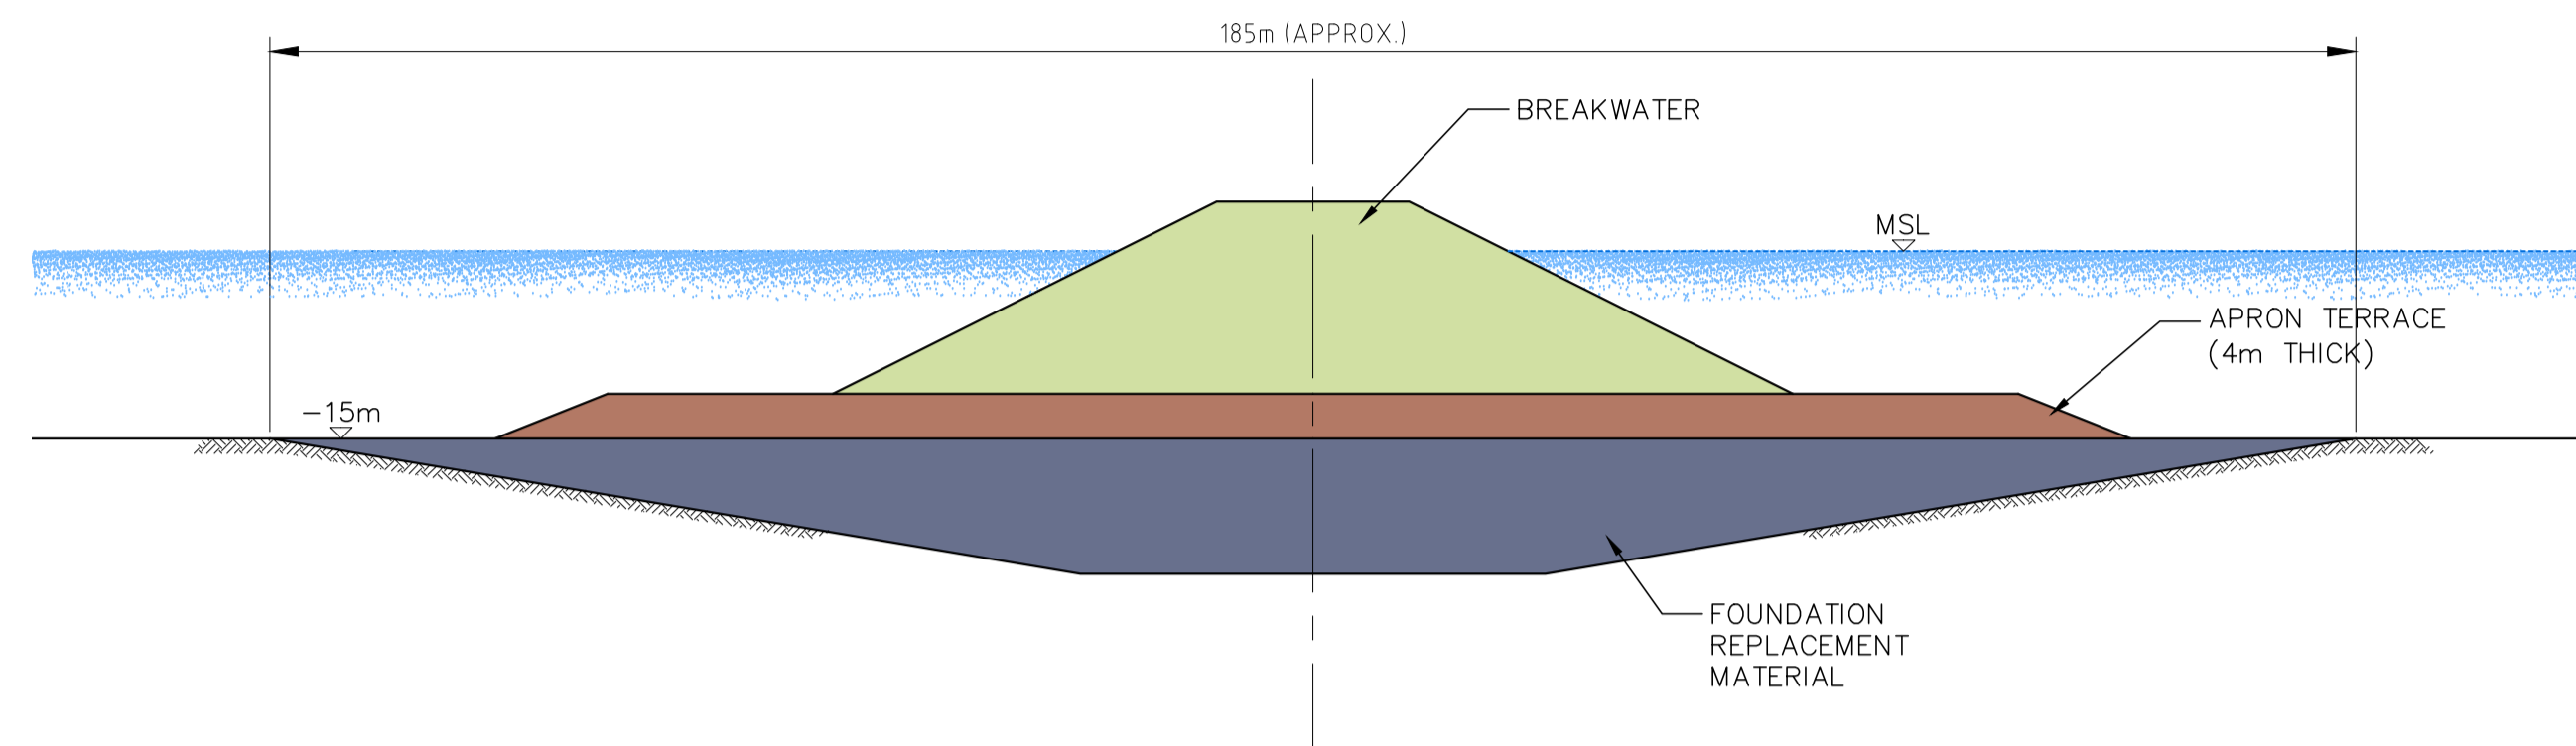 185m (APPROX.)
BREAKWATER
MSL
APRON TERRACE
(4m THICK)
-15m
FOUNDATION
REPLACEMENT
MATERIAL